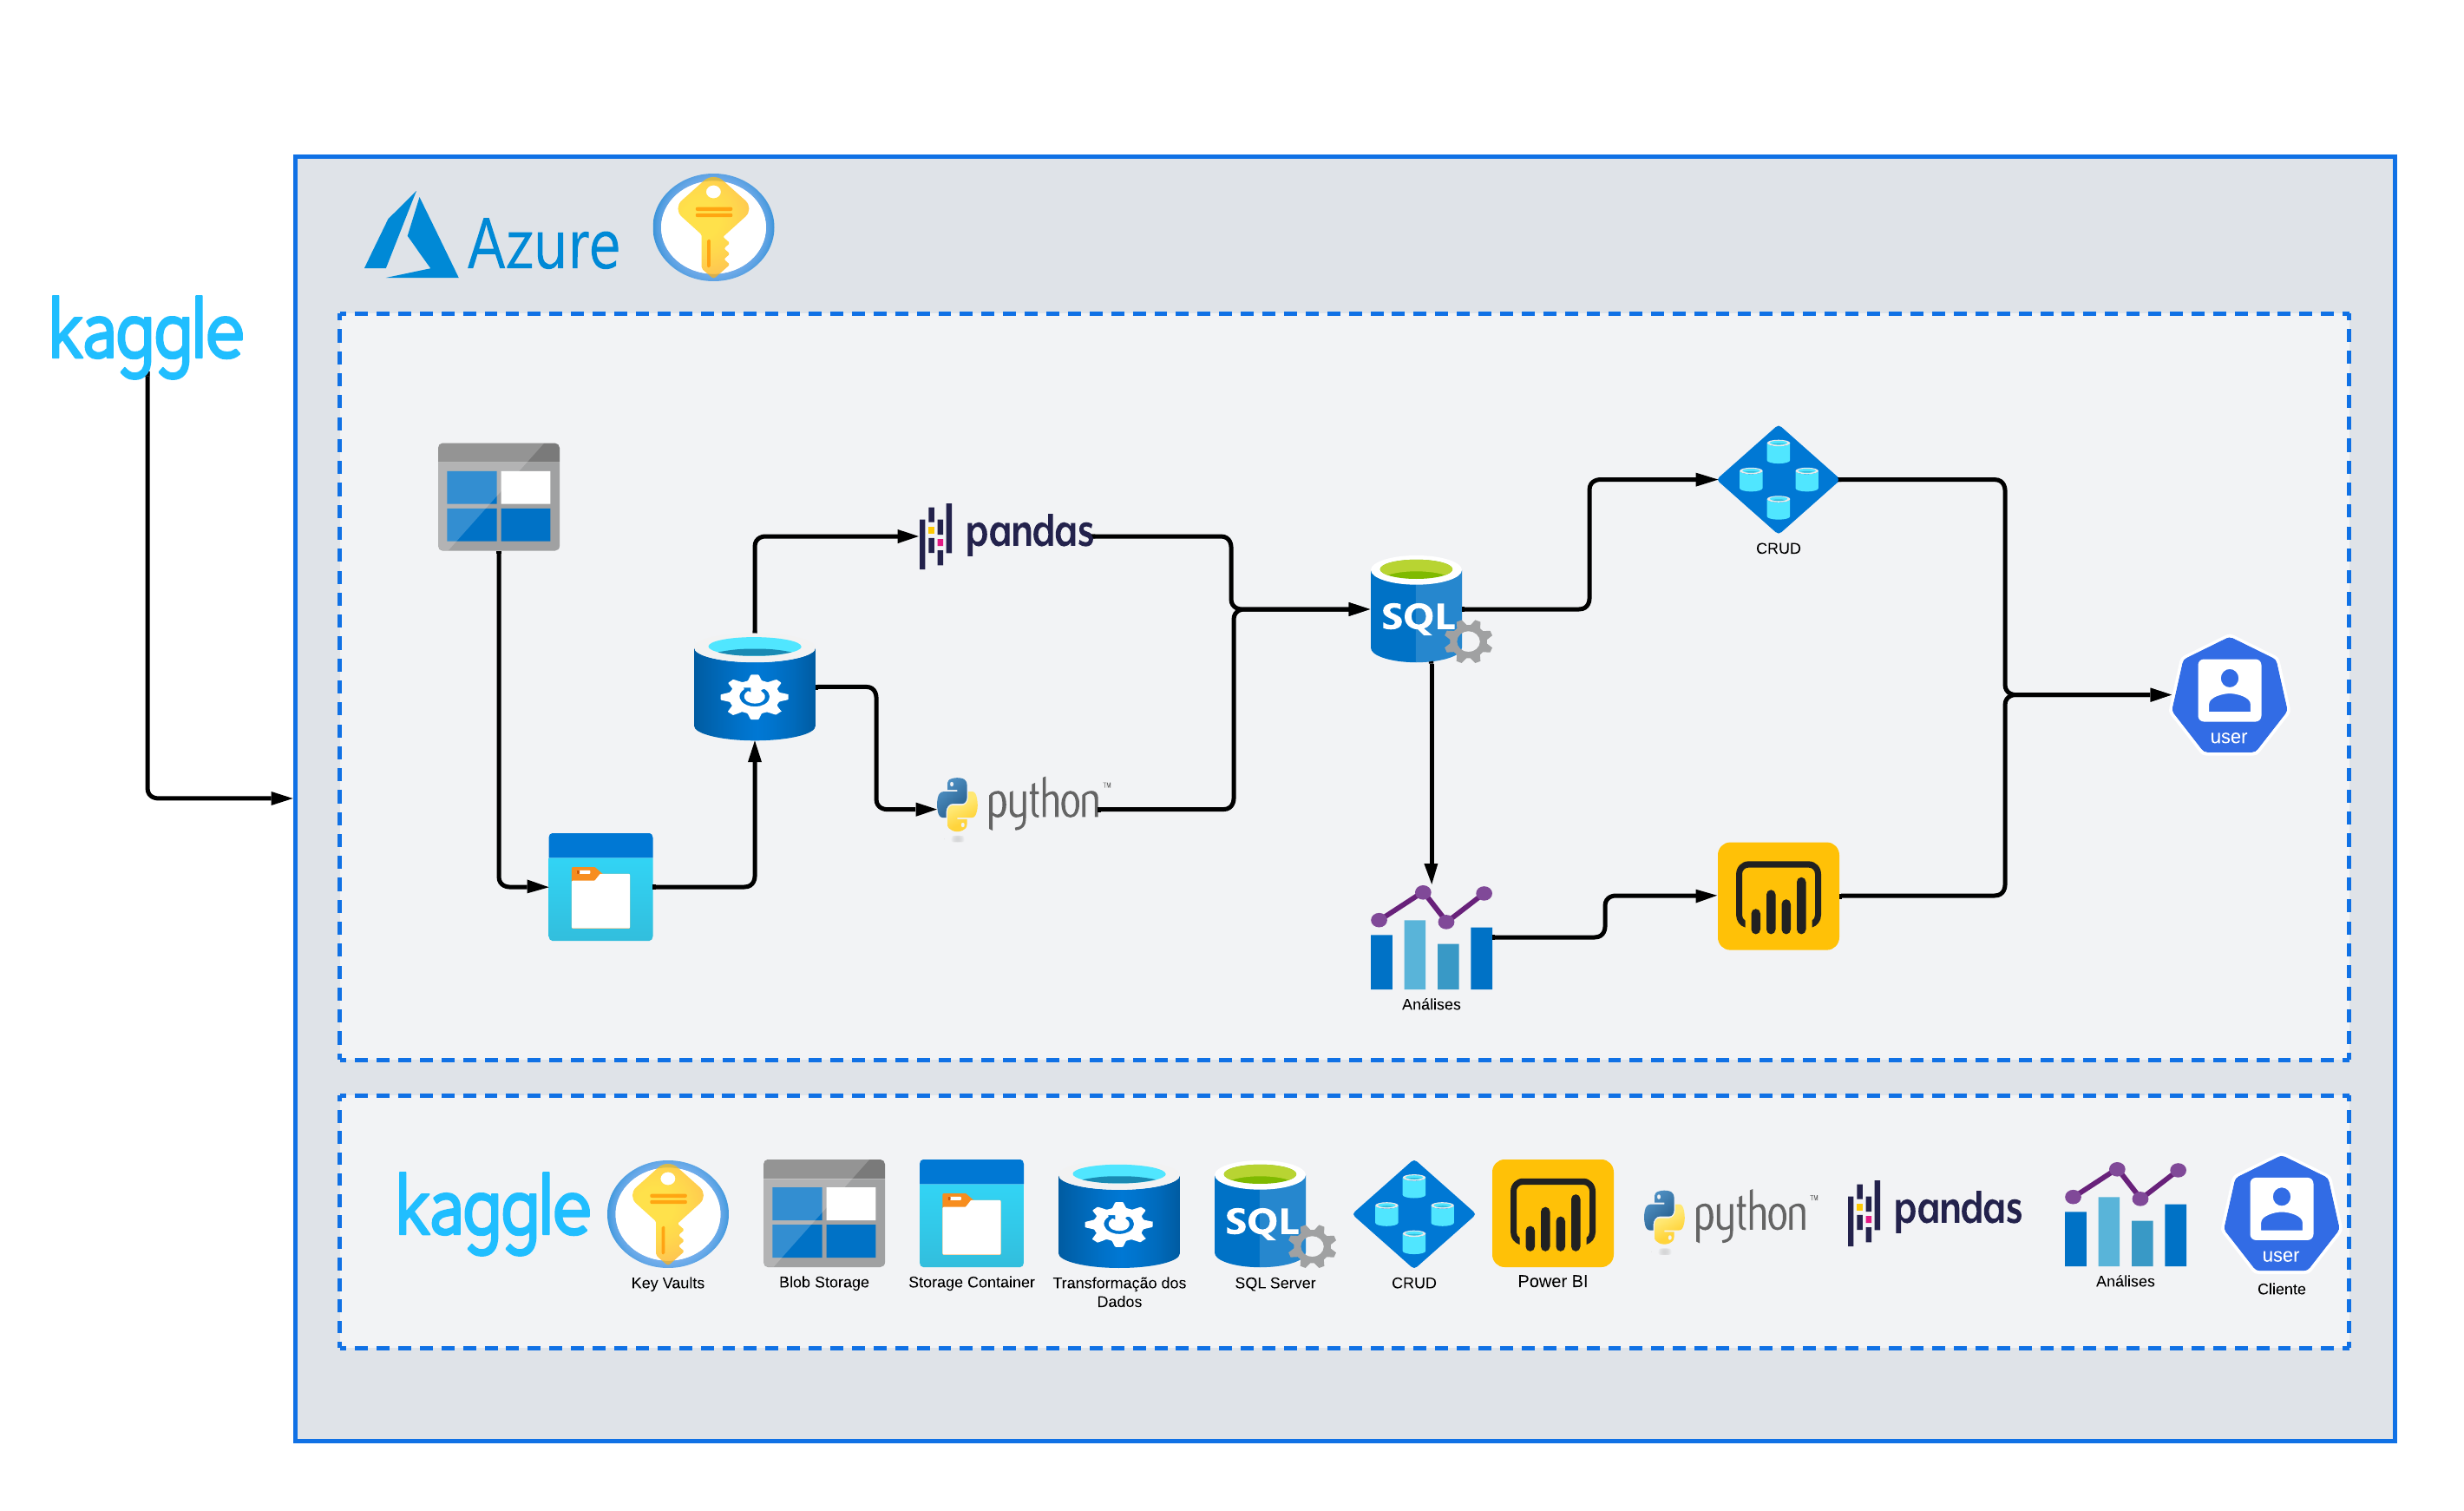 Azure
kaggle
pandas
CRUD
SQL
user
python™
Análises
kaggle
Key Vaults
Blob Storage
Storage Container
Transformação dos
Dados
SQL
SQL Server
CRUD
Power BI
python™
pandas
Análises
user
Cliente